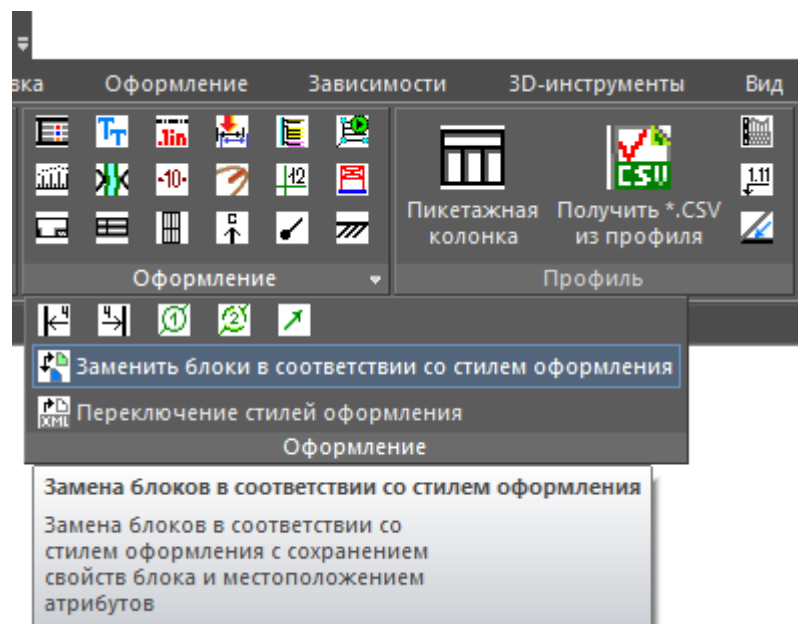 вка Оформление Зависимости 3D-инструменты Вид
.lin
-10- 12 1.11
CSV
XML
Пикетажная Получить *.CSV
колонка из профиля
Оформление Профиль
4 4 1 2
Заменить блоки в соответствии со стилем оформления
Переключение стилей оформления
Оформление
Замена блоков в соответствии со стилем оформления
Замена блоков в соответствии со
стилем оформления с сохранением
свойств блока и местоположением
атрибутов